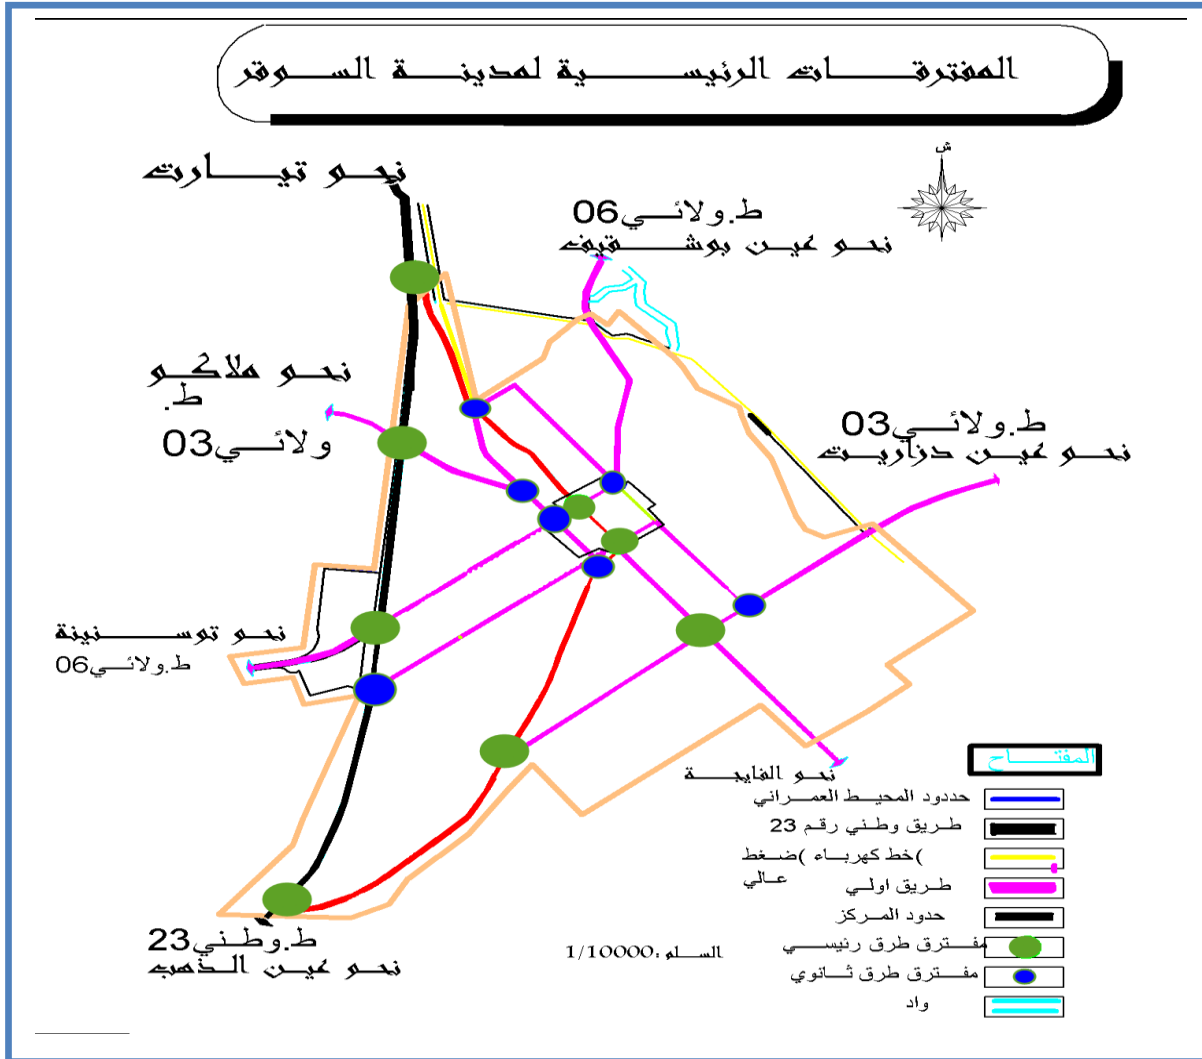 المفترقات الرئيسية لمدينة السوقر
ش
نحو تيارت
ط.ولائي06
نحو عين بوشقيف
نحو ملاكو
ط.
ولائي03
ط.ولائي03
نحو عين دزاريت
نحو توسنينة
ط.ولائي06
نحو الفايجة
ط.وطني23
نحو عين الذهب
السلم:1/10000
المفتاح
حددود المحيط العمراني
طريق وطني رقم 23
)خط كهرباء )ضغط
عالي
طريق اولي
حدود المركز
مفترق طرق رئيسي
مفترق طرق ثانوي
واد